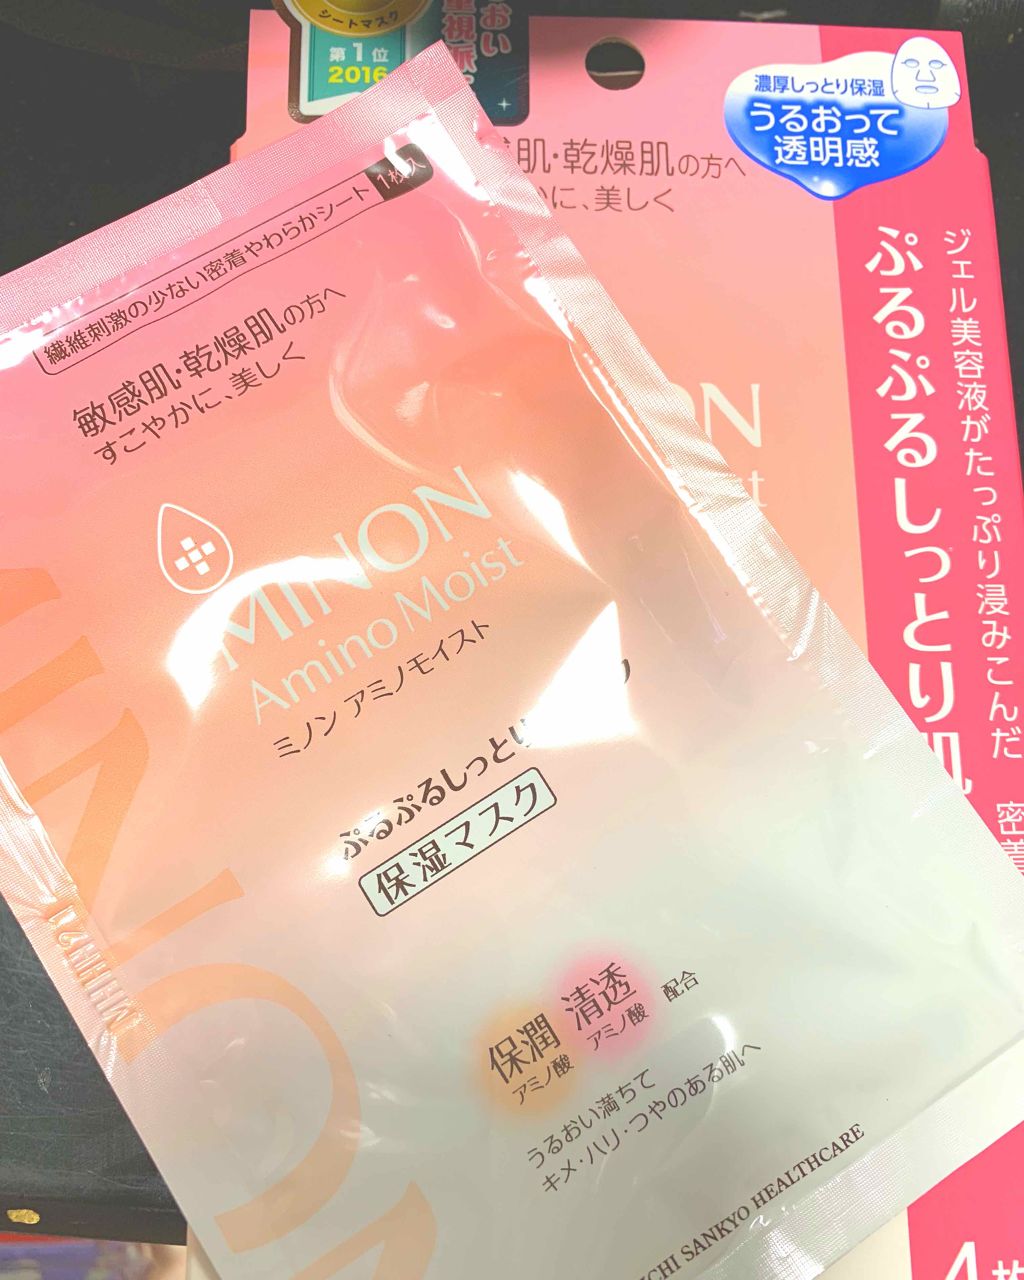 シートマスク
第1位
2016
おい
重視派
濃厚しっとり保湿
うるおって
透明感
肌・乾燥肌の方へ
かに、美しく
ON
st
ジェル美容液がたっぷり浸みこんだ 密着
ぷるぷるしっとり肌
4枚
1枚入
繊維刺激の少ない密着やわらかシート
敏感肌・乾燥肌の方へ
すこやかに、美しく
MINON
Amino Moist
ミノン アミノモイスト
ぷるぷるしっとり
保湿マスク
保潤
アミノ酸
清透
アミノ酸
配合
うるおい満ちて
キメ・ハリ・つやのある肌へ
ICHI SANKYO HEALTHCARE